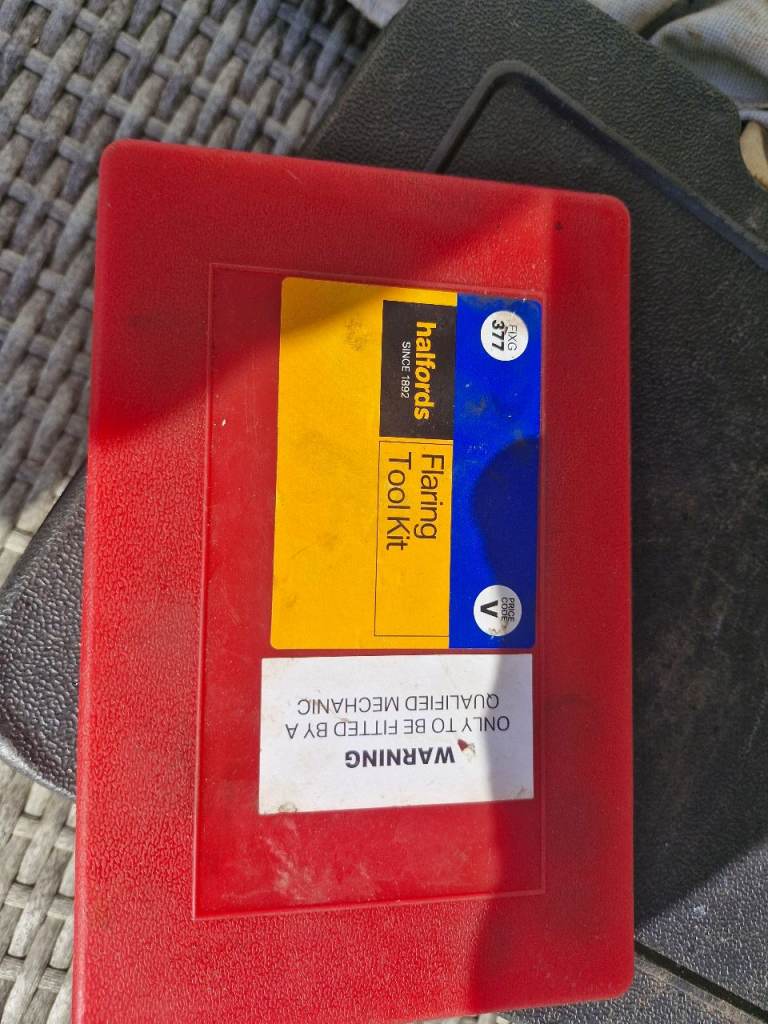 FIXG
377
halfords
SINCE 1892
Flaring
Tool Kit
PRICE
CODE
V
WARNING
ONLY TO BE FITTED BY A
QUALIFIED MECHANIC